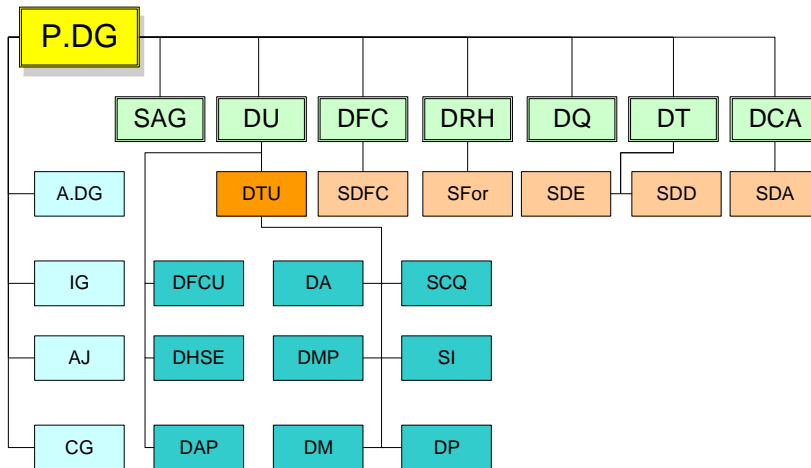 P.DG
SAG
DU
DFC
DRH
DQ
DT
DCA
A.DG
DTU
SDFC
SFor
SDE
SDD
SDA
IG
DFCU
DA
SCQ
AJ
DHSE
DMP
SI
CG
DAP
DM
DP